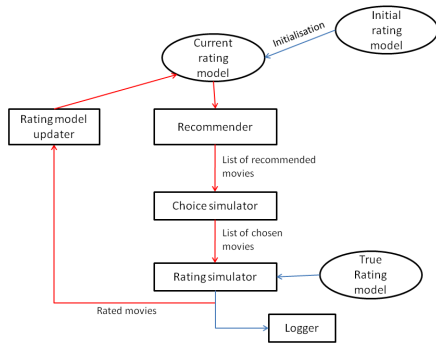 Current
rating
model
Initialisation
Initial
rating
model
Rating model
updater
Recommender
List of recommended
movies
Choice simulator
List of chosen
movies
Rating simulator
True
Rating
model
Rated movies
Logger